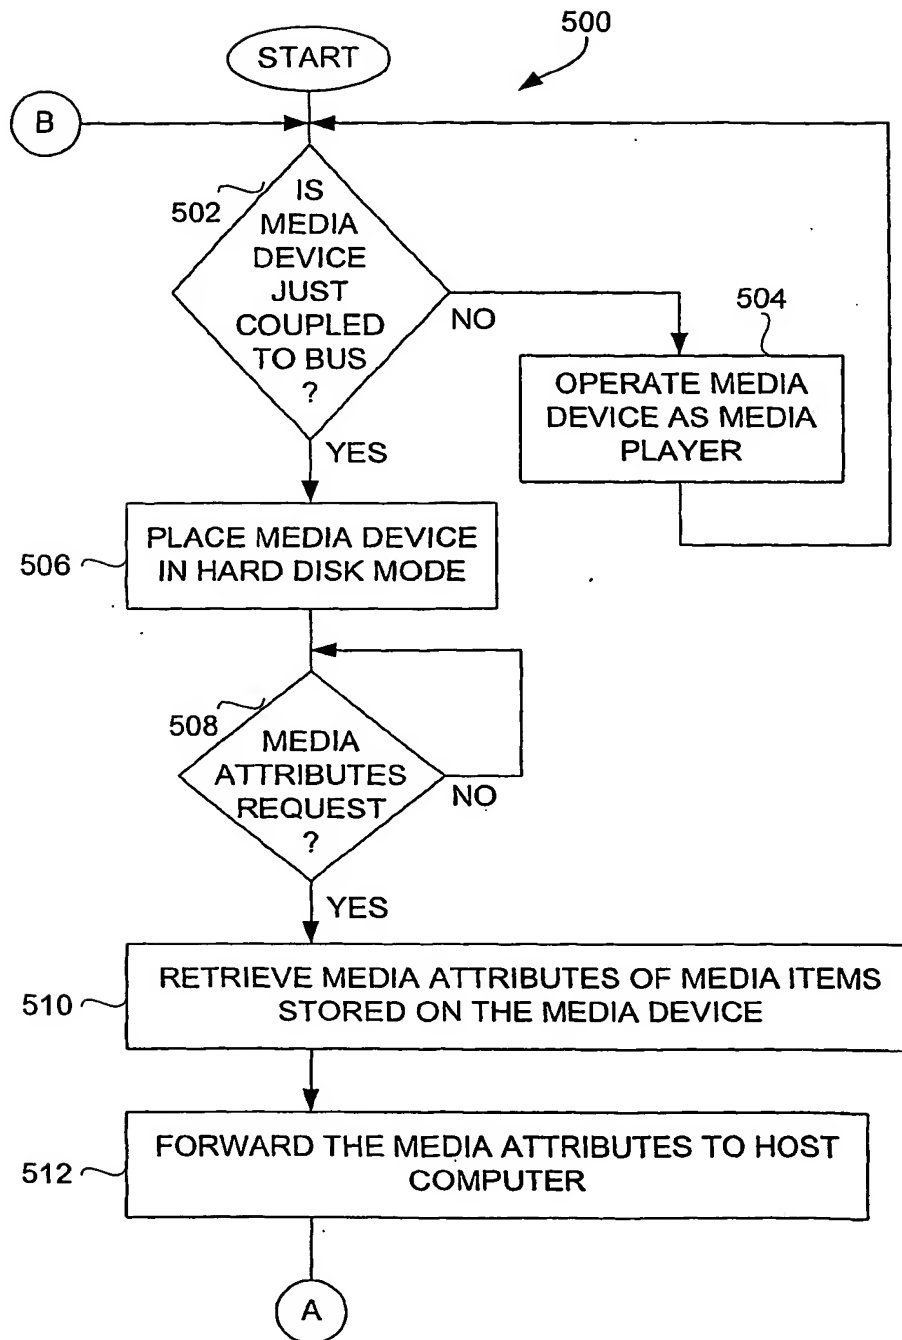 500
START
B
502
IS
MEDIA
DEVICE
JUST
COUPLED
TO BUS
?
NO
504
OPERATE MEDIA
DEVICE AS MEDIA
PLAYER
YES
506
PLACE MEDIA DEVICE
IN HARD DISK MODE
508
MEDIA
ATTRIBUTES
REQUEST
?
NO
YES
510
RETRIEVE MEDIA ATTRIBUTES OF MEDIA ITEMS
STORED ON THE MEDIA DEVICE
512
FORWARD THE MEDIA ATTRIBUTES TO HOST
COMPUTER
A